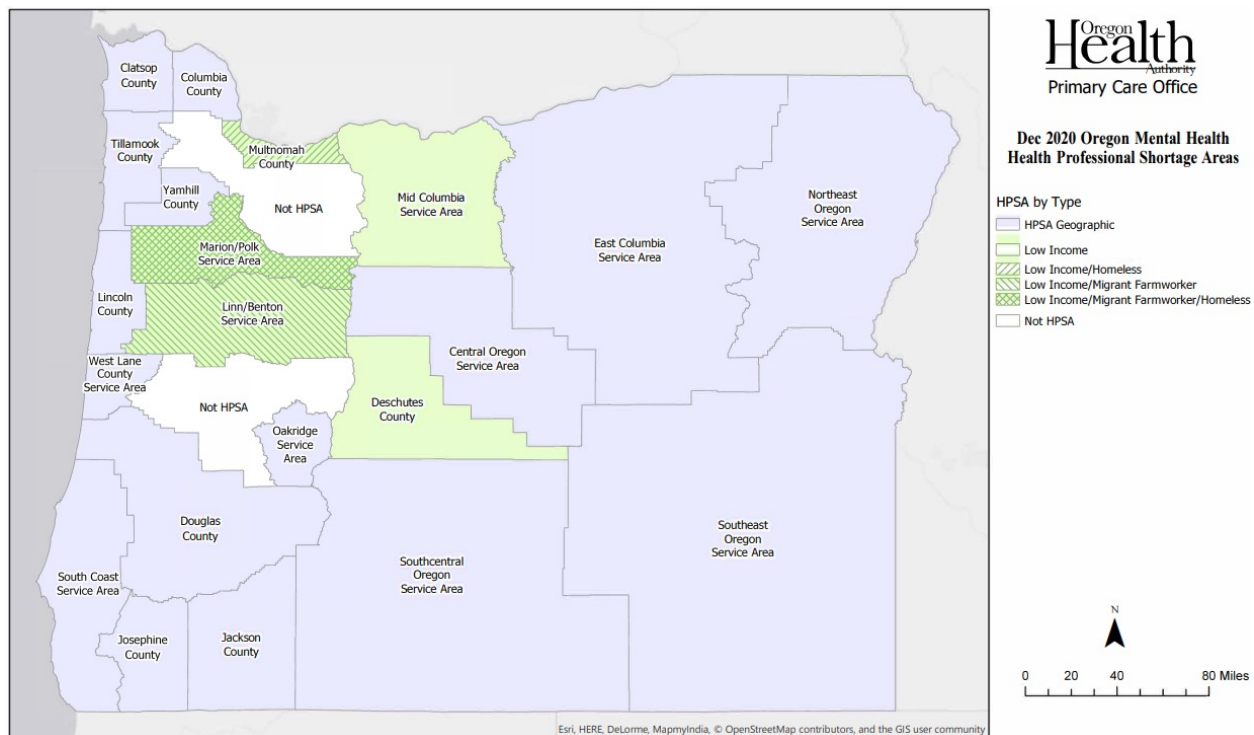 Clatsop
County
Columbia
County
Tillamook
County
Multnomah
County
Yamhill
County
Not HPSA
Mid Columbia
Service Area
Northeast
Oregon
Service Area
East Columbia
Service Area
Marion/Polk
Service Area
Lincoln
County
Linn/Benton
Service Area
West Lane
County
Service Area
Central Oregon
Service Area
Not HPSA
Deschutes
County
Oakridge
Service
Area
Douglas
County
Southeast
Oregon
Service Area
Southcentral
Oregon
Service Area
South Coast
Service Area
Josephine
County
Jackson
County
Esri, HERE, DeLorme, MapmyIndia, © OpenStreetMap contributors, and the GIS user community
Oregon
Health
Authority
Primary Care Office
Dec 2020 Oregon Mental Health
Health Professional Shortage Areas
HPSA by Type
HPSA Geographic
Low Income
Low Income/Homeless
Low Income/Migrant Farmworker
Low Income/Migrant Farmworker/Homeless
Not HPSA
N
0 20 40 80 Miles